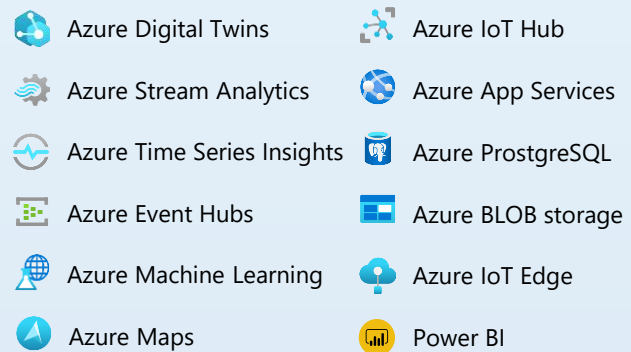 Azure Digital Twins
Azure IoT Hub
Azure Stream Analytics
Azure App Services
Azure Time Series Insights
Azure ProstgreSQL
Azure Event Hubs
Azure BLOB storage
Azure Machine Learning
Azure IoT Edge
Azure Maps
Power BI